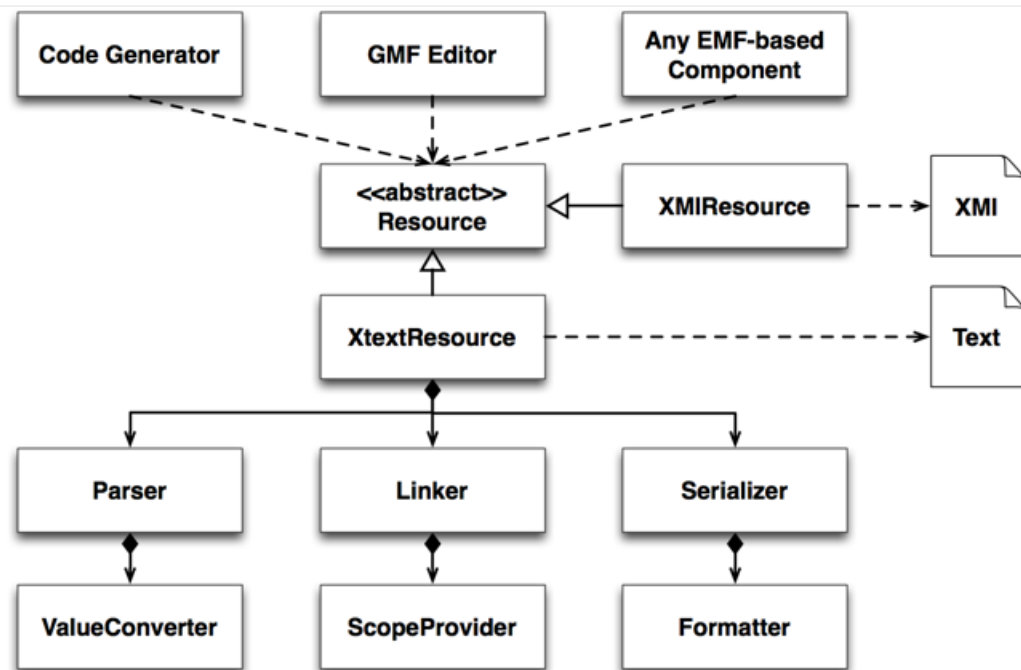 Code Generator
GMF Editor
Any EMF-based
Component
<<abstract>>
Resource
XMIResource
XMI
XtextResource
Text
Parser
Linker
Serializer
ValueConverter
ScopeProvider
Formatter